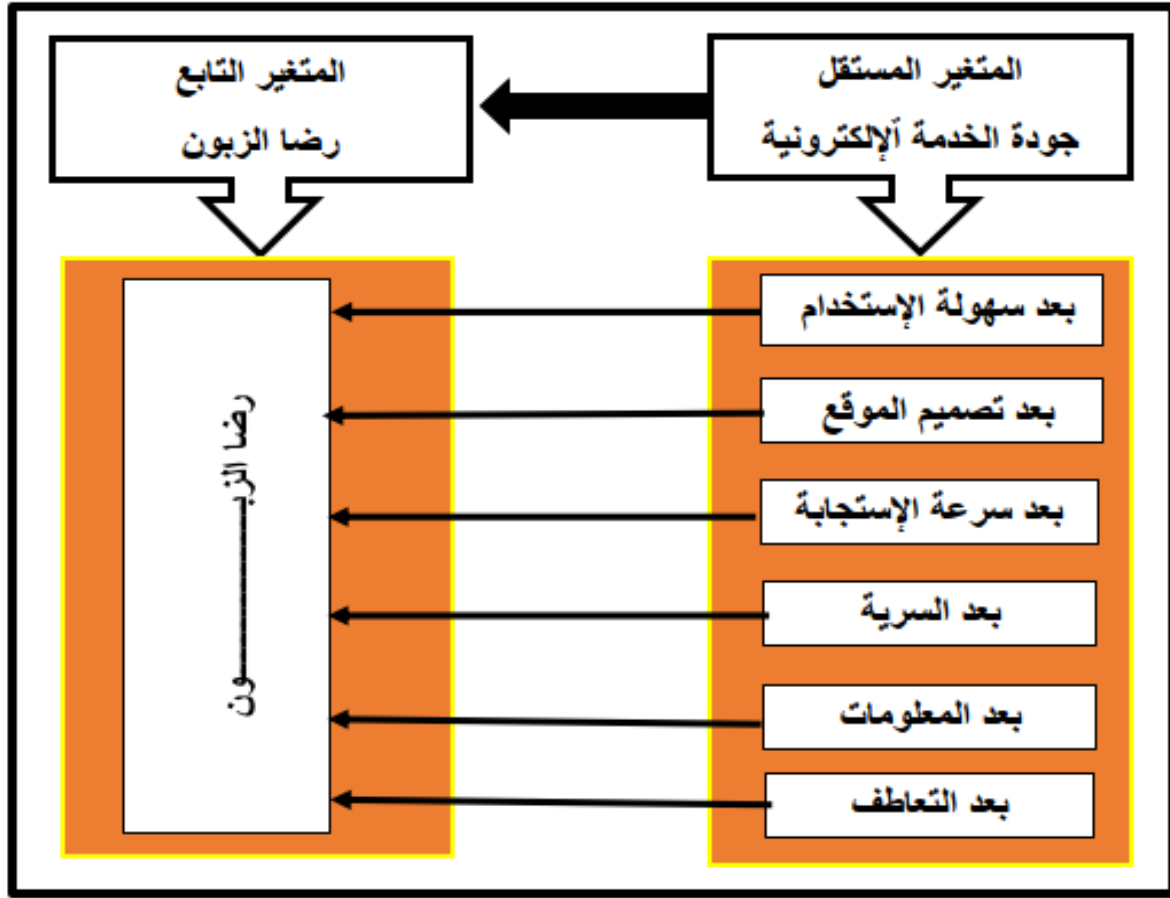 المتغير المستقل
جودة الخدمة ألإلكترونية
المتغير التابع
رضا الزبون
بعد سهولة الإستخدام
بعد تصميم الموقع
بعد سرعة الإستجابة
بعد السرية
بعد المعلومات
بعد التعاطف
رضا الزبـــــــــــــون